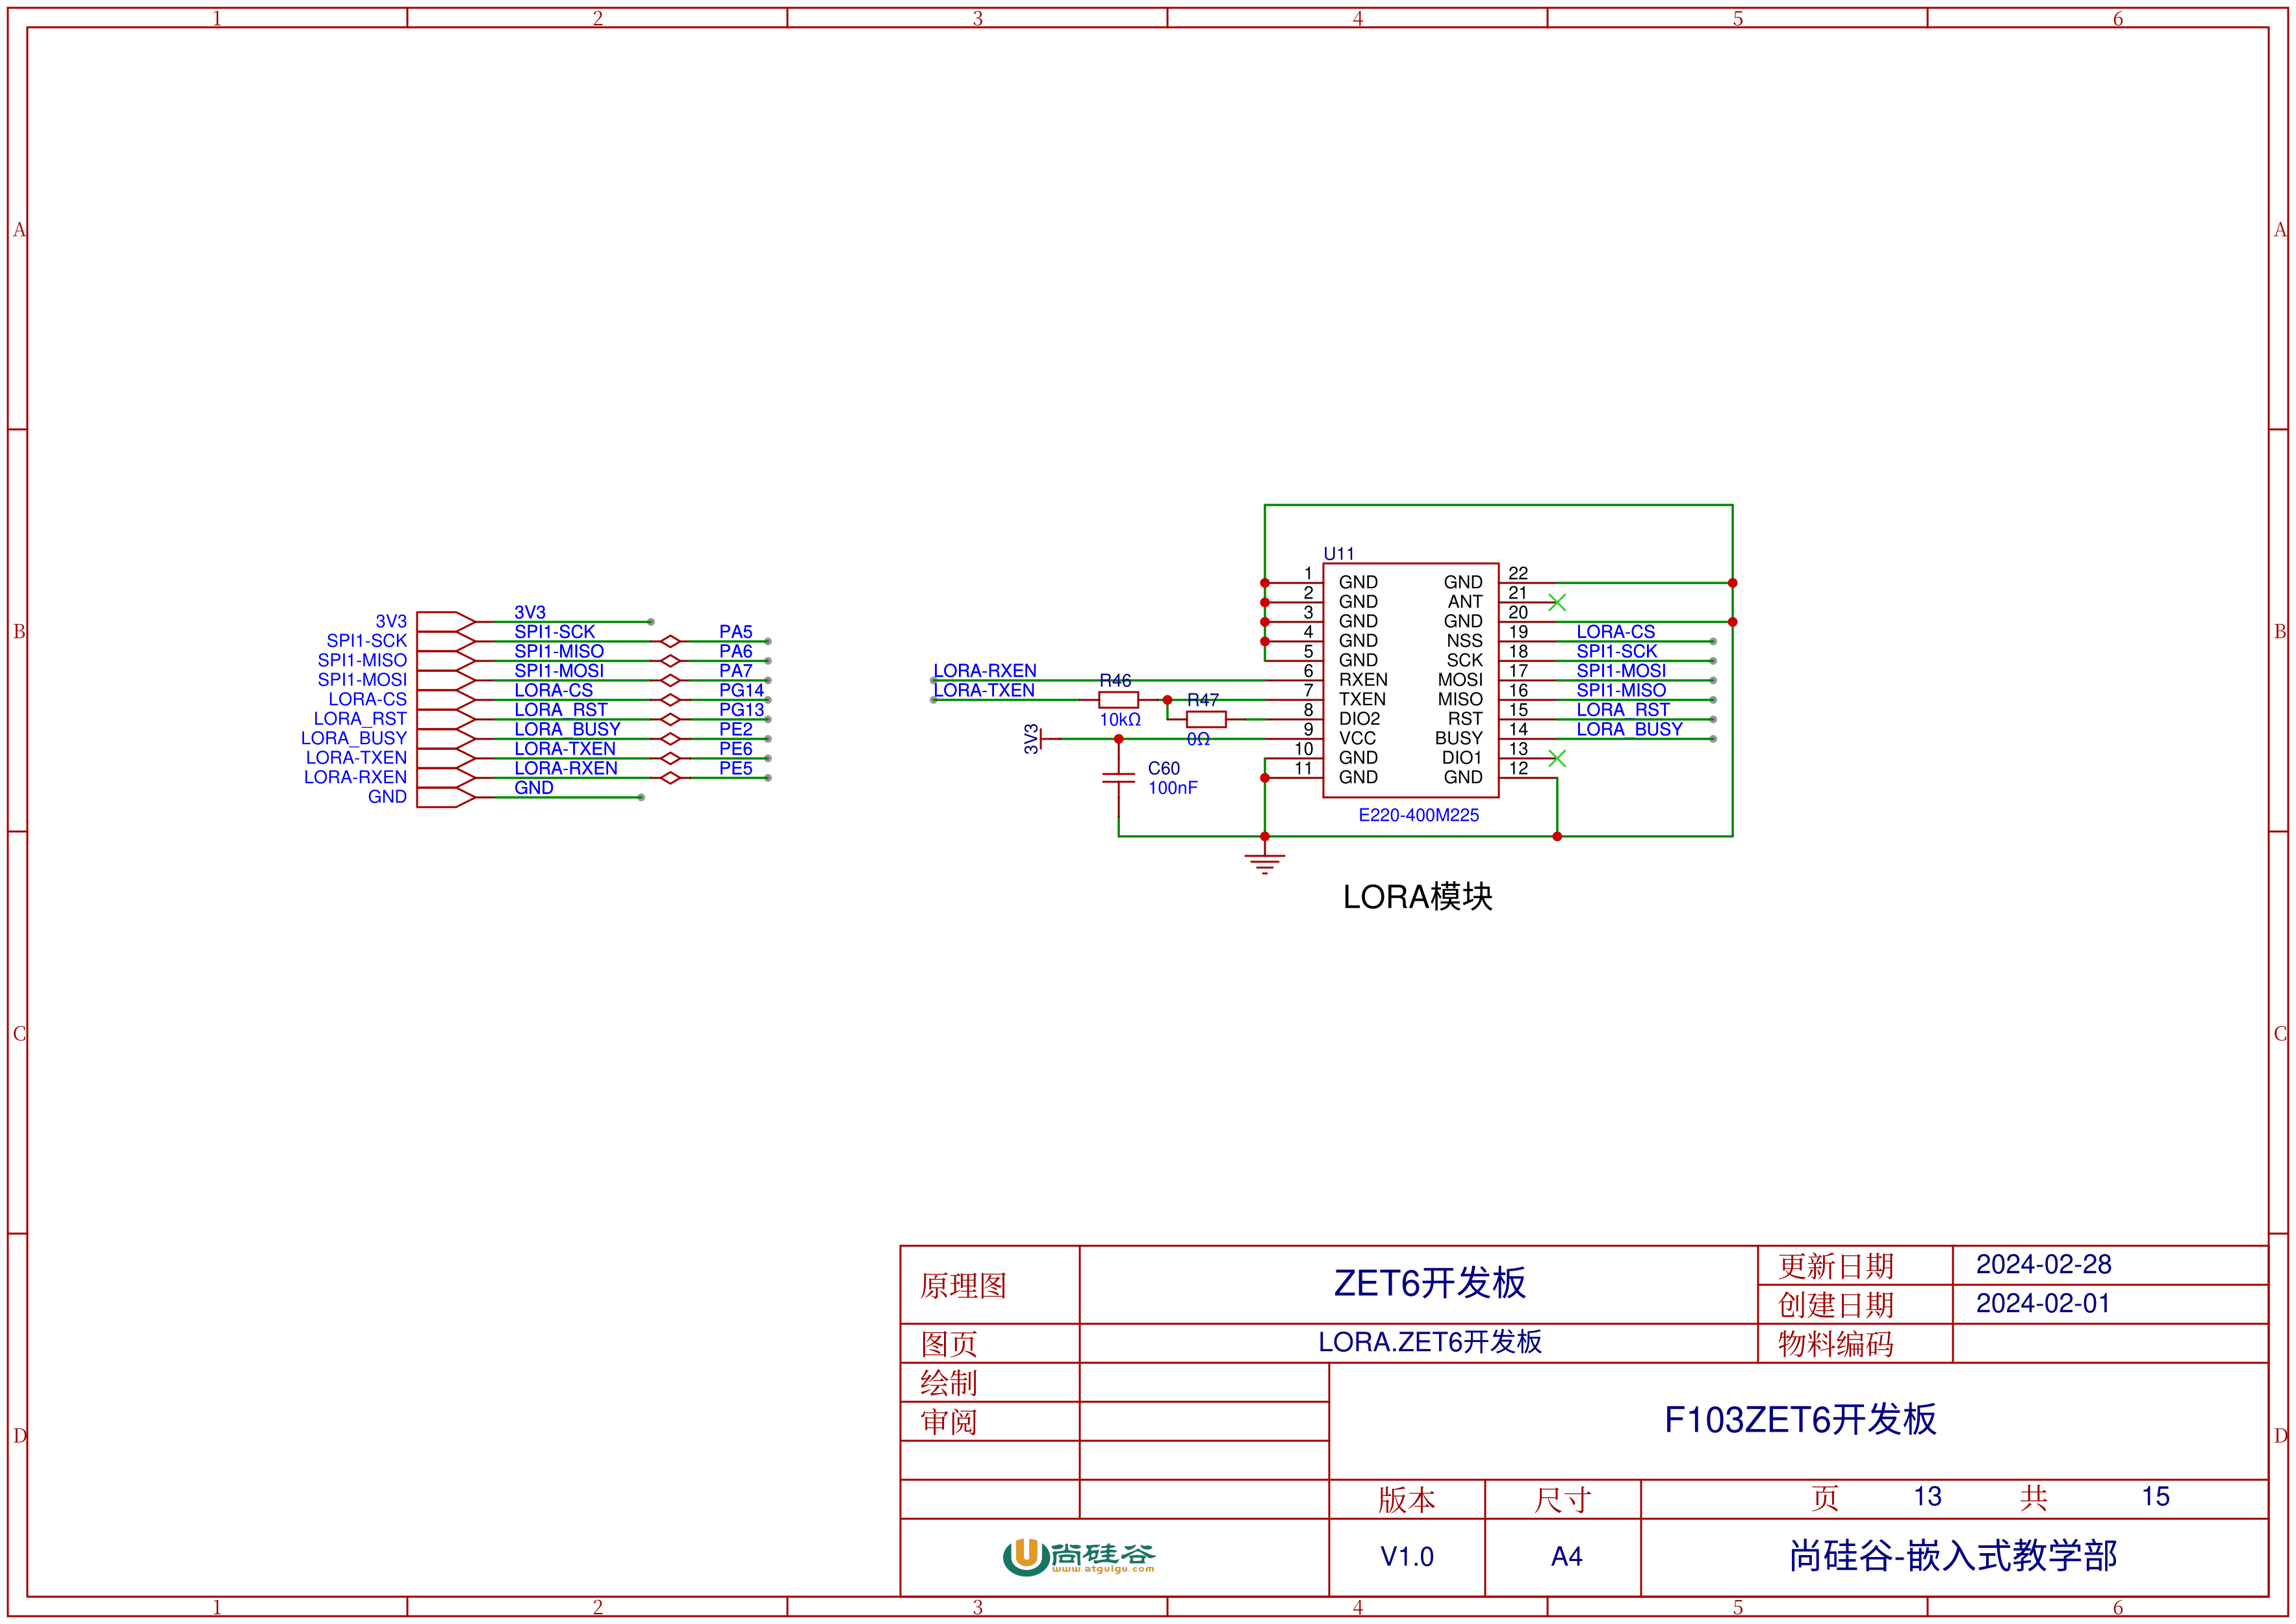 1 2 3 4 5 6
A A
B B
C C
D D
3V3 3V3
SPI1-SCK SPI1-SCK PA5
SPI1-MISO SPI1-MISO PA6
SPI1-MOSI SPI1-MOSI PA7
LORA-CS LORA-CS PG14
LORA_RST LORA_RST PG13
LORA_BUSY LORA_BUSY PE2
LORA-TXEN LORA-TXEN PE6
LORA-RXEN LORA-RXEN PE5
GND GND
LORA-RXEN
LORA-TXEN
R46
10kΩ
R47
0Ω
3V3
C60
100nF
U11
1 GND GND 22
2 GND ANT 21
3 GND GND 20
4 GND NSS 19 LORA-CS
5 GND SCK 18 SPI1-SCK
6 RXEN MOSI 17 SPI1-MOSI
7 TXEN MISO 16 SPI1-MISO
8 DIO2 RST 15 LORA_RST
9 VCC BUSY 14 LORA_BUSY
10 GND DIO1 13
11 GND GND 12
E220-400M22S
LORA模块
原理图 ZET6开发板 更新日期 2024-02-28
创建日期 2024-02-01
图页 LORA.ZET6开发板 物料编码
绘制
审阅
F103ZET6开发板
版本 尺寸 页 13 共 15
尚硅谷
www.atguigu.com
V1.0 A4 尚硅谷-嵌入式教学部
1 2 3 4 5 6